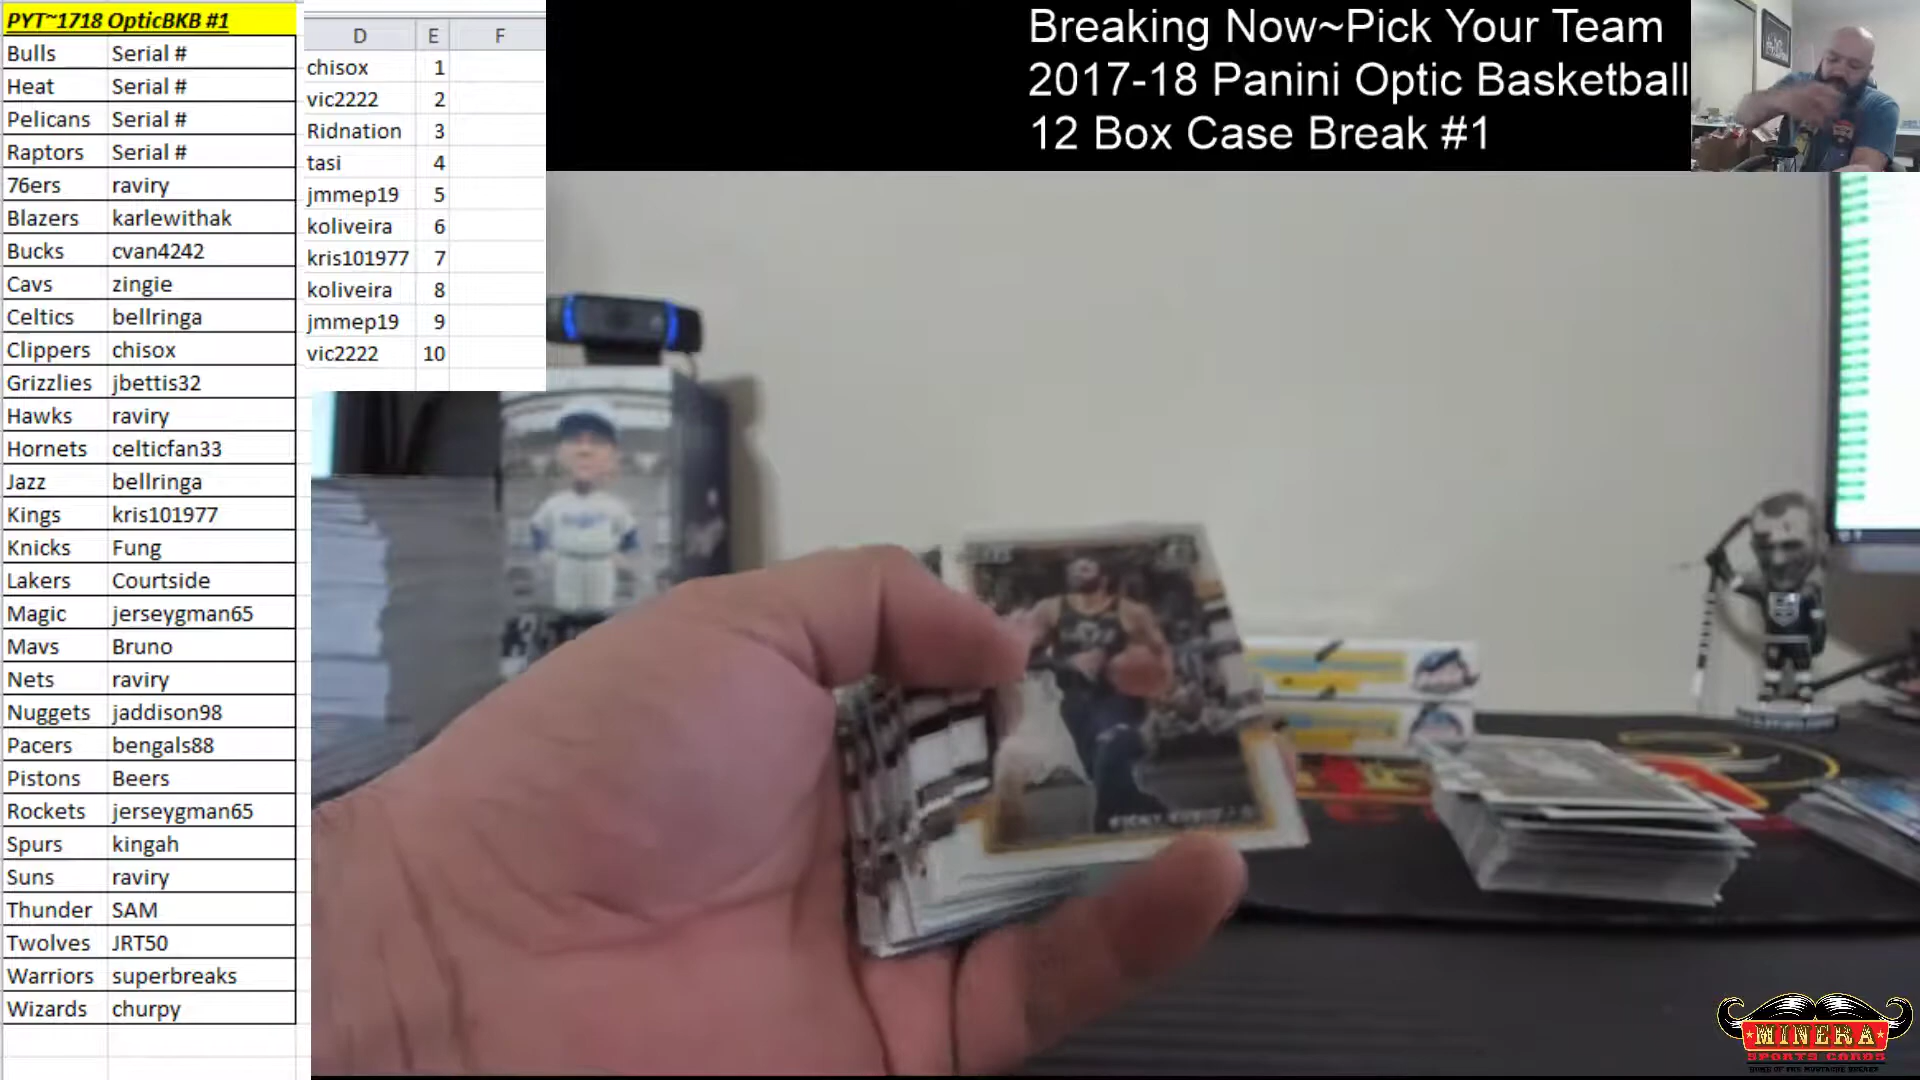 PYT~1718 OpticBKB #1
Bulls Serial #
Heat Serial #
Pelicans Serial #
Raptors Serial #
76ers raviry
Blazers karlewithak
Bucks cvan4242
Cavs zingie
Celtics bellringa
Clippers chisox
Grizzlies jbettis32
Hawks raviry
Hornets celticfan33
Jazz bellringa
Kings kris101977
Knicks Fung
Lakers Courtside
Magic jerseygman65
Mavs Bruno
Nets raviry
Nuggets jaddison98
Pacers bengals88
Pistons Beers
Rockets jerseygman65
Spurs kingah
Suns raviry
Thunder SAM
Twolves JRT50
Warriors superbreaks
Wizards churpy
D E F
chisox 1
vic2222 2
Ridnation 3
tasi 4
jmmep19 5
koliveira 6
kris101977 7
koliveira 8
jmmep19 9
vic2222 10
Breaking Now~Pick Your Team
2017-18 Panini Optic Basketball
12 Box Case Break #1
MINERA
SPORTS CARDS